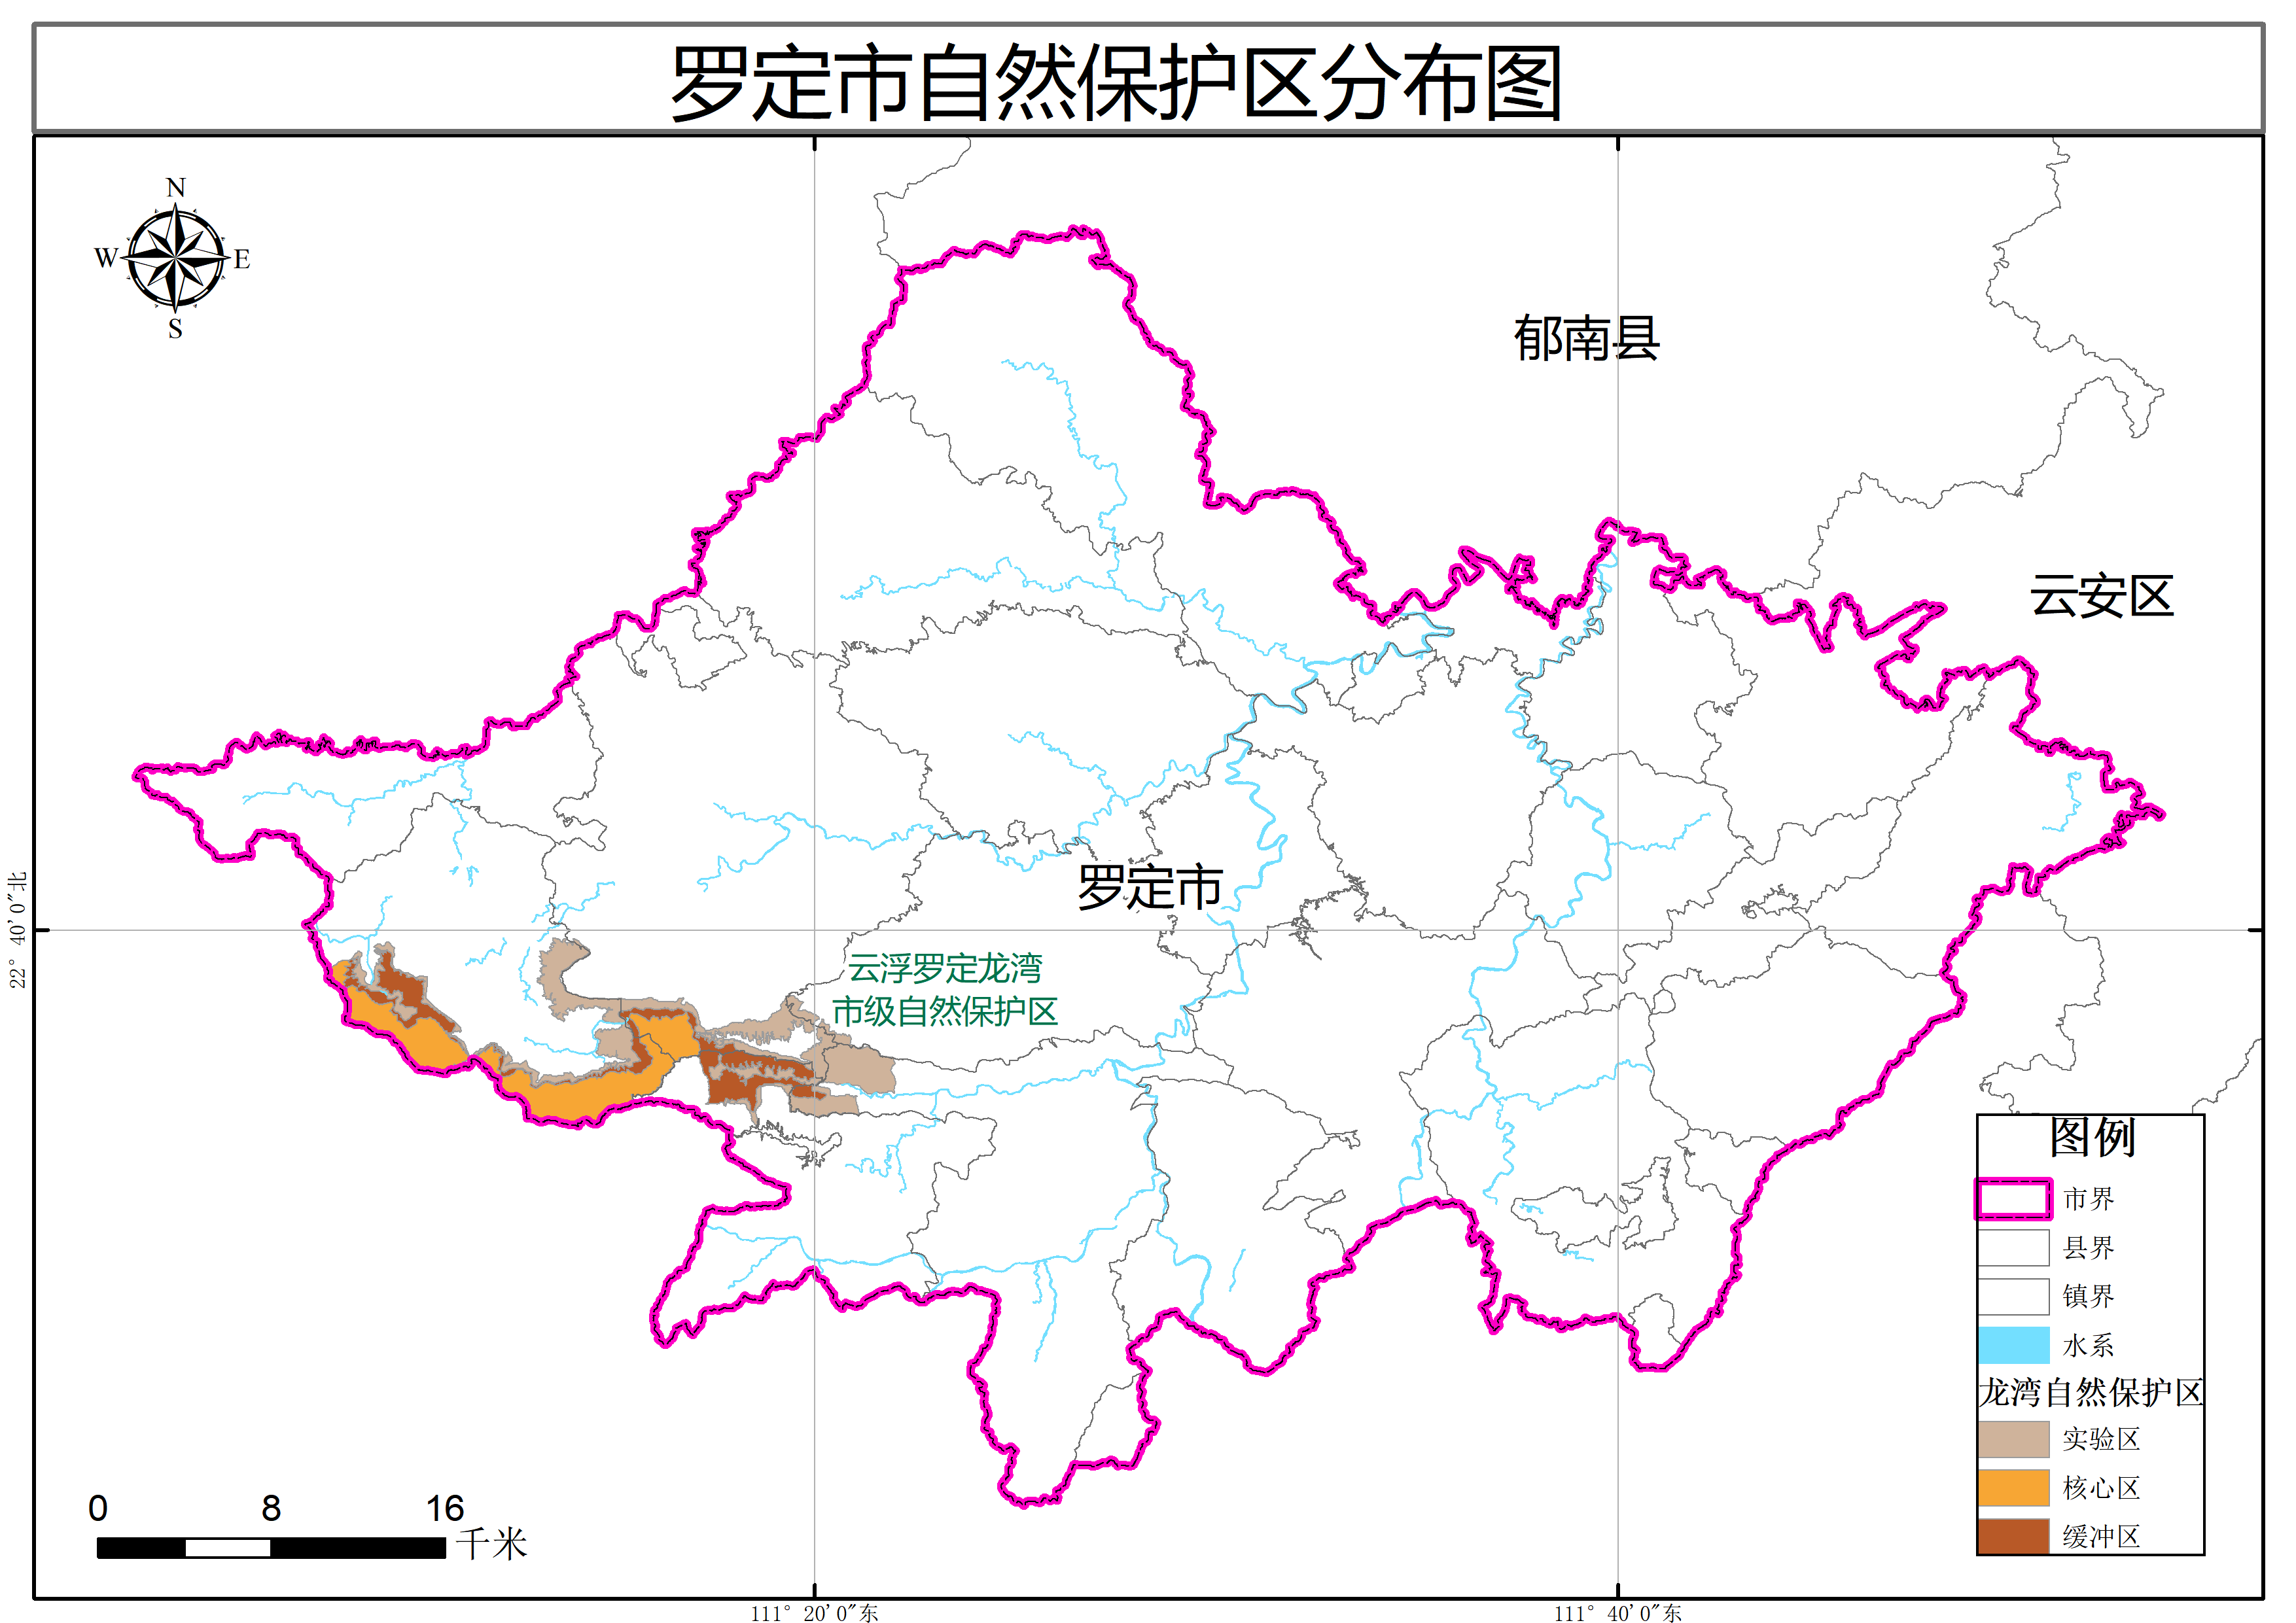 罗定市自然保护区分布图
N
W
E
S
郁南县
云安区
罗定市
云浮罗定龙湾
市级自然保护区
22° 40'0"北
图例
市界
县界
镇界
水系
龙湾自然保护区
实验区
核心区
缓冲区
0 8 16
千米
111° 20'0"东
111° 40'0"东